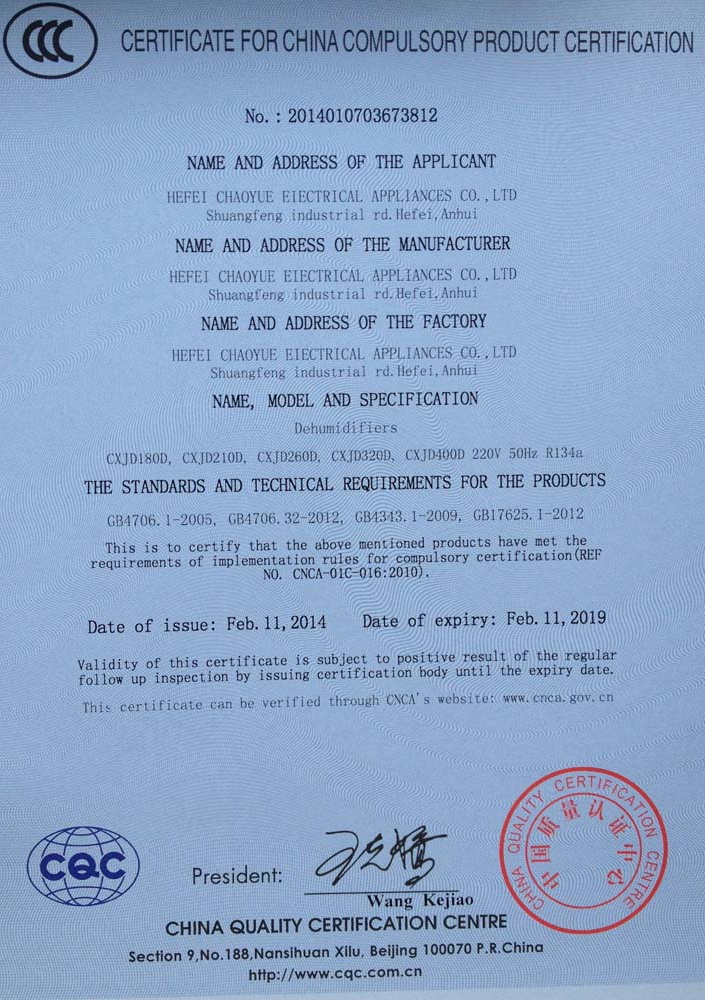 CCC
CERTIFICATE FOR CHINA COMPULSORY PRODUCT CERTIFICATION
No. : 2014010703673812
NAME AND ADDRESS OF THE APPLICANT
HEFEI CHAOYUE EIECTRICAL APPLIANCES CO.,LTD
Shuangfeng industrial rd.Hefei,Anhui
NAME AND ADDRESS OF THE MANUFACTURER
HEFEI CHAOYUE EIECTRICAL APPLIANCES CO.,LTD
Shuangfeng industrial rd.Hefei,Anhui
NAME AND ADDRESS OF THE FACTORY
HEFEI CHAOYUE EIECTRICAL APPLIANCES CO.,LTD
Shuangfeng industrial rd.Hefei,Anhui
NAME, MODEL AND SPECIFICATION
Dehumidifiers
CXJD180D, CXJD210D, CXJD260D, CXJD320D, CXJD400D 220V 50Hz R134a
THE STANDARDS AND TECHNICAL REQUIREMENTS FOR THE PRODUCTS
GB4706.1-2005, GB4706.32-2012, GB4343.1-2009, GB17625.1-2012
This is to certify that the above mentioned products have met the
requirements of implementation rules for compulsory certification(REF
NO. CNCA-01C-016:2010).
Date of issue: Feb.11,2014 Date of expiry: Feb.11,2019
Validity of this certificate is subject to positive result of the regular
follow up inspection by issuing certification body until the expiry date.
This certificate can be verified through CNCA's website: www.cnca.gov.cn
CHINA QUALITY CERTIFICATION CENTRE
中国质量认证中心
CQC
President: 王克娇
Wang Kejiao
CHINA QUALITY CERTIFICATION CENTRE
Section 9,No.188,Nansihuan Xilu, Beijing 100070 P.R.China
http://www.cqc.com.cn